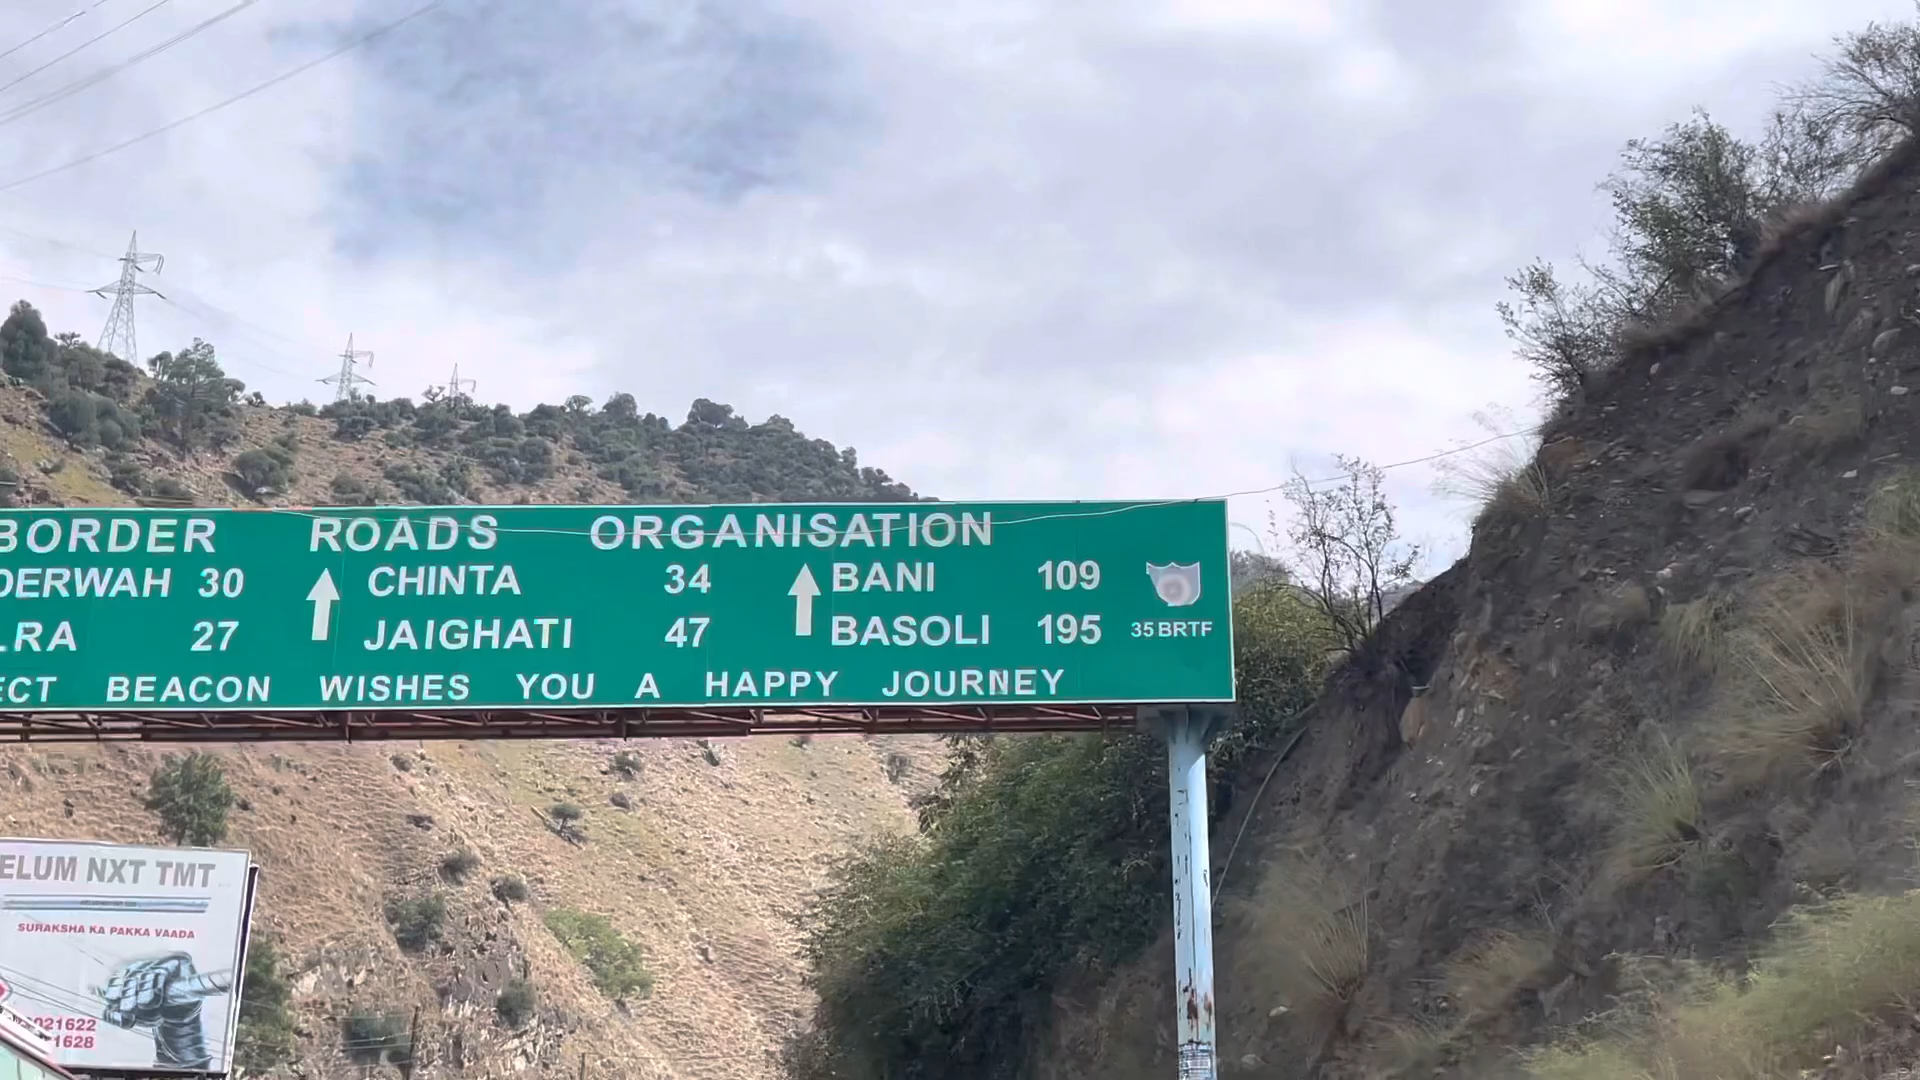 BORDER ROADS ORGANISATION
DERWAH 30 CHINTA 34 BANI 109
LRA 27 JAIGHATI 47 BASOLI 195 35 BRTF
ECT BEACON WISHES YOU A HAPPY JOURNEY
ELUM NXT TMT
SURAKSHA KA PAKKA VAADA
021622
1628